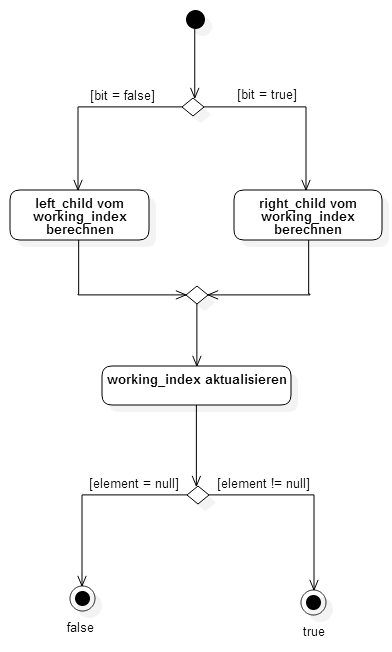 [bit = false]
[bit = true]
left_child vom
working_index
berechnen
right_child vom
working_index
berechnen
working_index aktualisieren
[element = null]
[element != null]
false
true